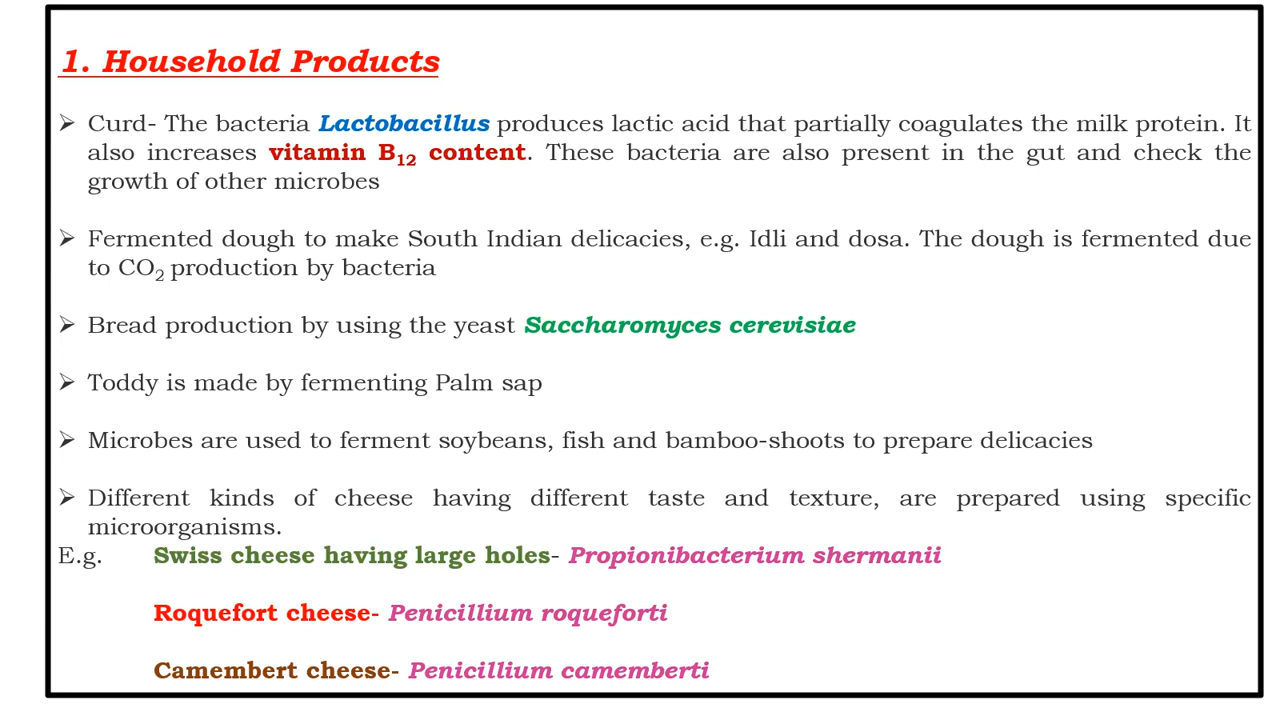 1. Household Products
➢ Curd- The bacteria Lactobacillus produces lactic acid that partially coagulates the milk protein. It
also increases vitamin B₁₂ content. These bacteria are also present in the gut and check the
growth of other microbes
➢ Fermented dough to make South Indian delicacies, e.g. Idli and dosa. The dough is fermented due
to CO₂ production by bacteria
➢ Bread production by using the yeast Saccharomyces cerevisiae
➢ Toddy is made by fermenting Palm sap
➢ Microbes are used to ferment soybeans, fish and bamboo-shoots to prepare delicacies
➢ Different kinds of cheese having different taste and texture, are prepared using specific
microorganisms.
E.g. Swiss cheese having large holes- Propionibacterium shermanii
Roquefort cheese- Penicillium roqueforti
Camembert cheese- Penicillium camemberti